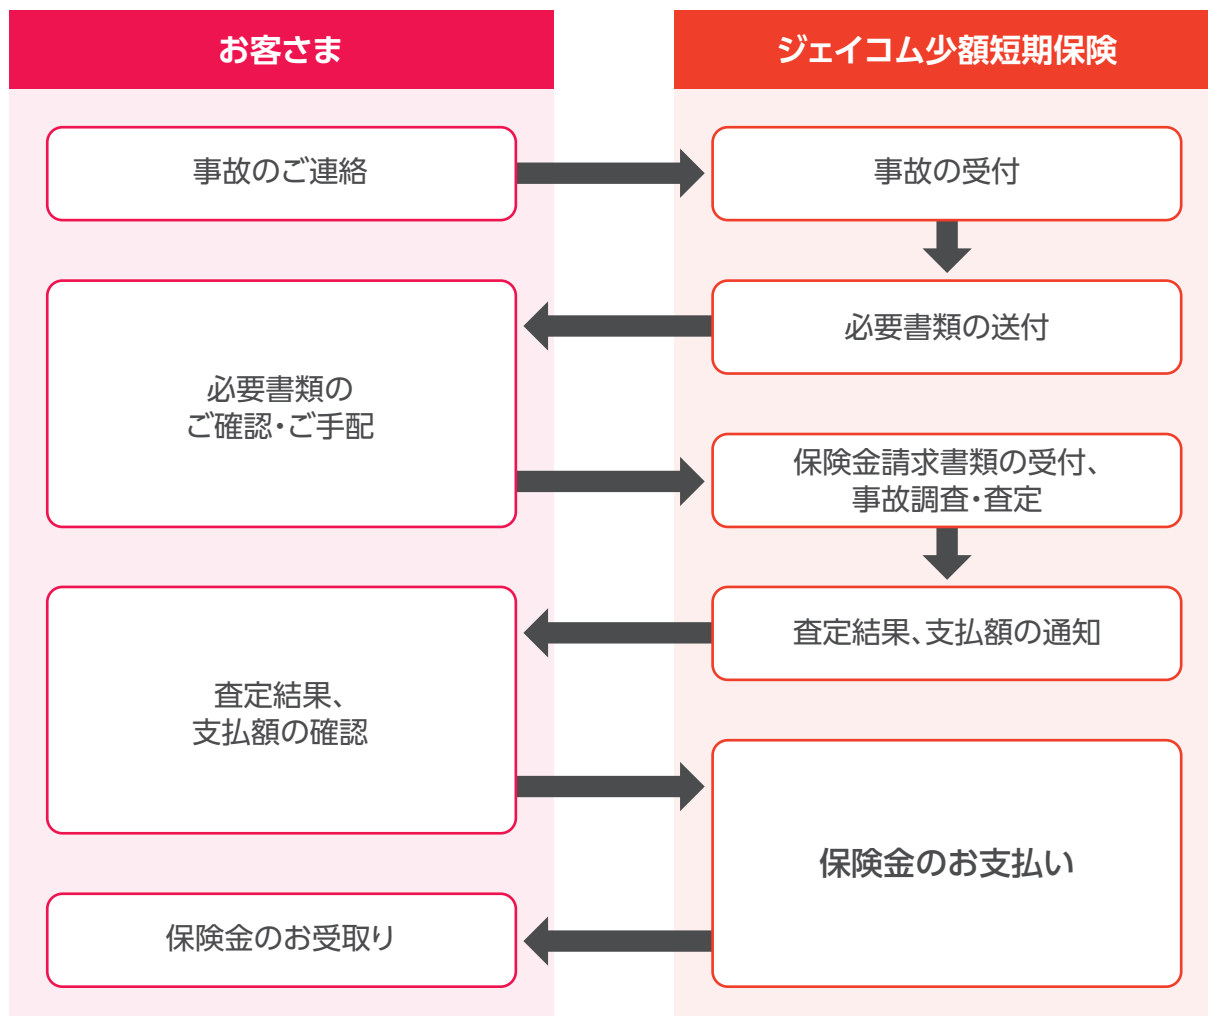 お客さま
ジェイコム少額短期保険
事故のご連絡
事故の受付
必要書類の送付
必要書類の
ご確認・ご手配
保険金請求書類の受付、
事故調査・査定
査定結果、支払額の通知
査定結果、
支払額の確認
保険金のお支払い
保険金のお受取り